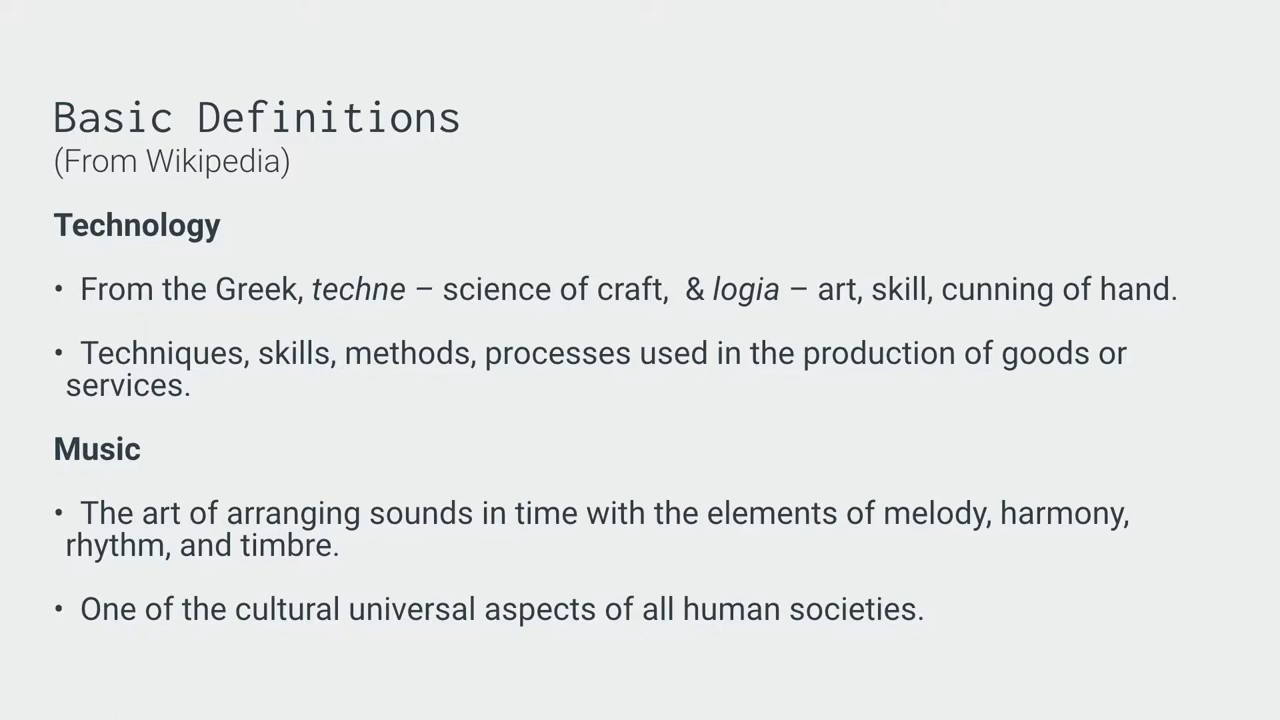 Basic Definitions
(From Wikipedia)
Technology
• From the Greek, techne – science of craft,  & logia – art, skill, cunning of hand.
• Techniques, skills, methods, processes used in the production of goods or
services.
Music
• The art of arranging sounds in time with the elements of melody, harmony,
rhythm, and timbre.
• One of the cultural universal aspects of all human societies.